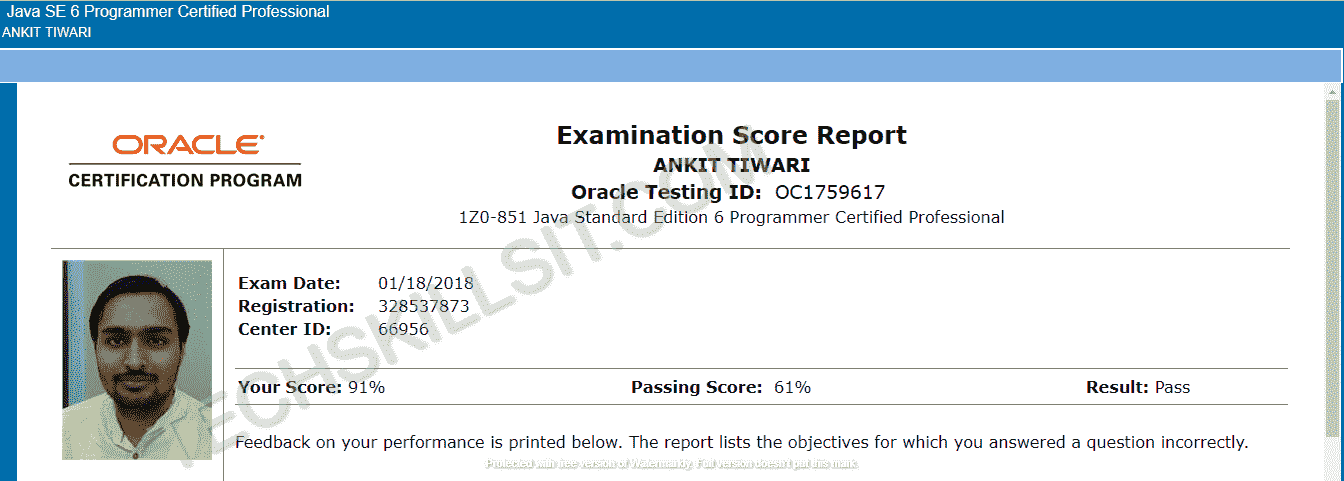 Java SE 6 Programmer Certified Professional
ANKIT TIWARI
ORACLE
CERTIFICATION PROGRAM
Examination Score Report
ANKIT TIWARI
Oracle Testing ID: OC1759617
1Z0-851 Java Standard Edition 6 Programmer Certified Professional
Exam Date: 01/18/2018
Registration: 328537873
Center ID: 66956
Your Score: 91% Passing Score: 61% Result: Pass
Feedback on your performance is printed below. The report lists the objectives for which you answered a question incorrectly.
Protected with free version of Watermarkly. Full version doesn't put this mark.
TECHSKILLSIT.COM